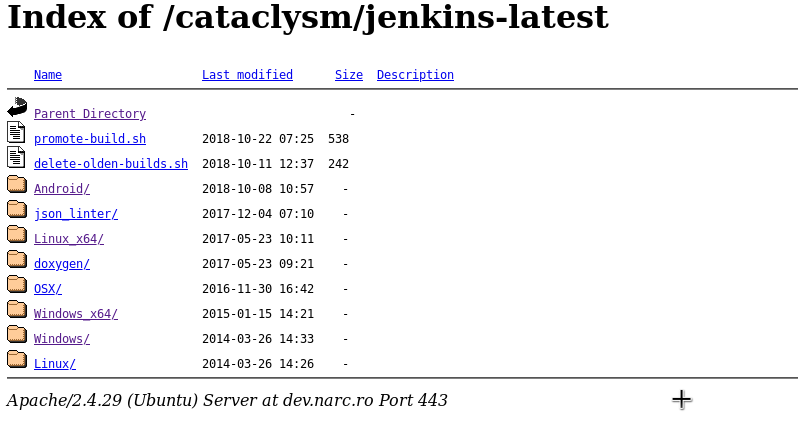 Index of /cataclysm/jenkins-latest
Name Last modified Size Description
Parent Directory -
promote-build.sh 2018-10-22 07:25 538
delete-olden-builds.sh 2018-10-11 12:37 242
Android/ 2018-10-08 10:57 -
json_linter/ 2017-12-04 07:10 -
Linux_x64/ 2017-05-23 10:11 -
doxygen/ 2017-05-23 09:21 -
OSX/ 2016-11-30 16:42 -
Windows_x64/ 2015-01-15 14:21 -
Windows/ 2014-03-26 14:33 -
Linux/ 2014-03-26 14:26 -
Apache/2.4.29 (Ubuntu) Server at dev.narc.ro Port 443